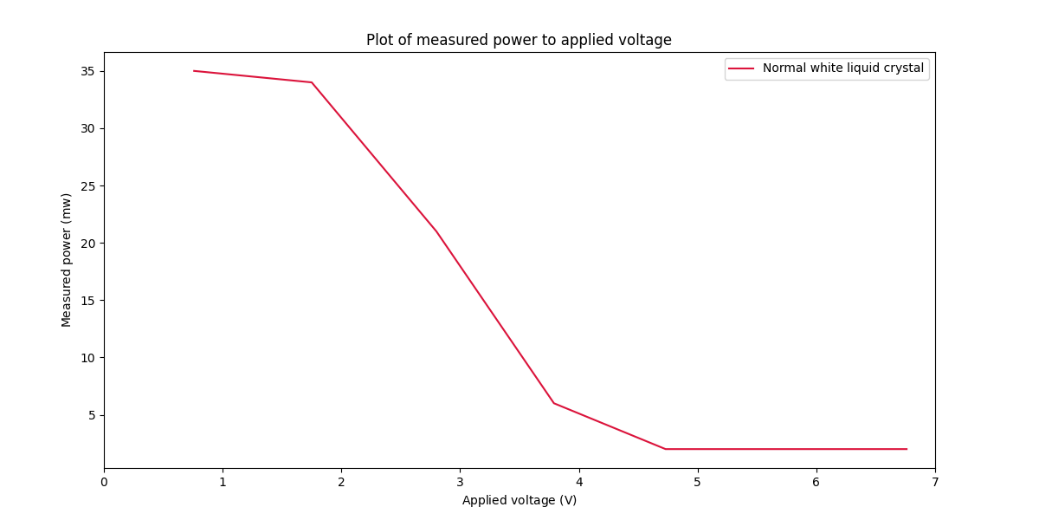 Plot of measured power to applied voltage
Normal white liquid crystal
Measured power (mw)
35
30
25
20
15
10
5
0 1 2 3 4 5 6 7
Applied voltage (V)